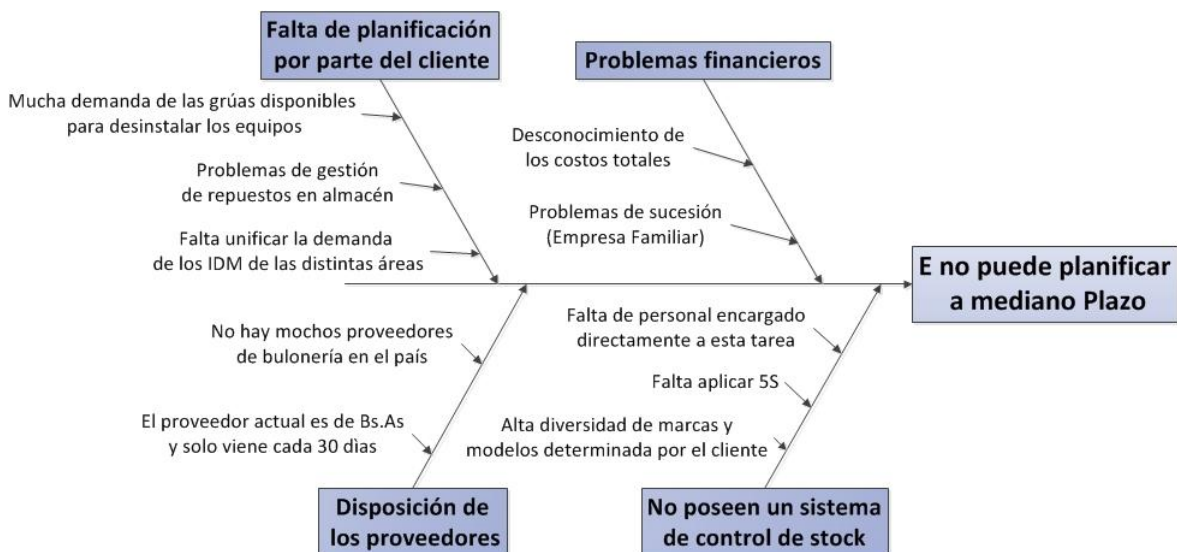 Falta de planificación
por parte del cliente
Problemas financieros
Mucha demanda de las grúas disponibles
para desinstalar los equipos
Problemas de gestión
de repuestos en almacén
Falta unificar la demanda
de los IDM de las distintas áreas
Desconocimiento de
los costos totales
Problemas de sucesión
(Empresa Familiar)
E no puede planificar
a mediano Plazo
No hay mochos proveedores
de bulonería en el país
El proveedor actual es de Bs.As
y solo viene cada 30 dìas
Falta de personal encargado
directamente a esta tarea
Falta aplicar 5S
Alta diversidad de marcas y
modelos determinada por el cliente
Disposición de
los proveedores
No poseen un sistema
de control de stock